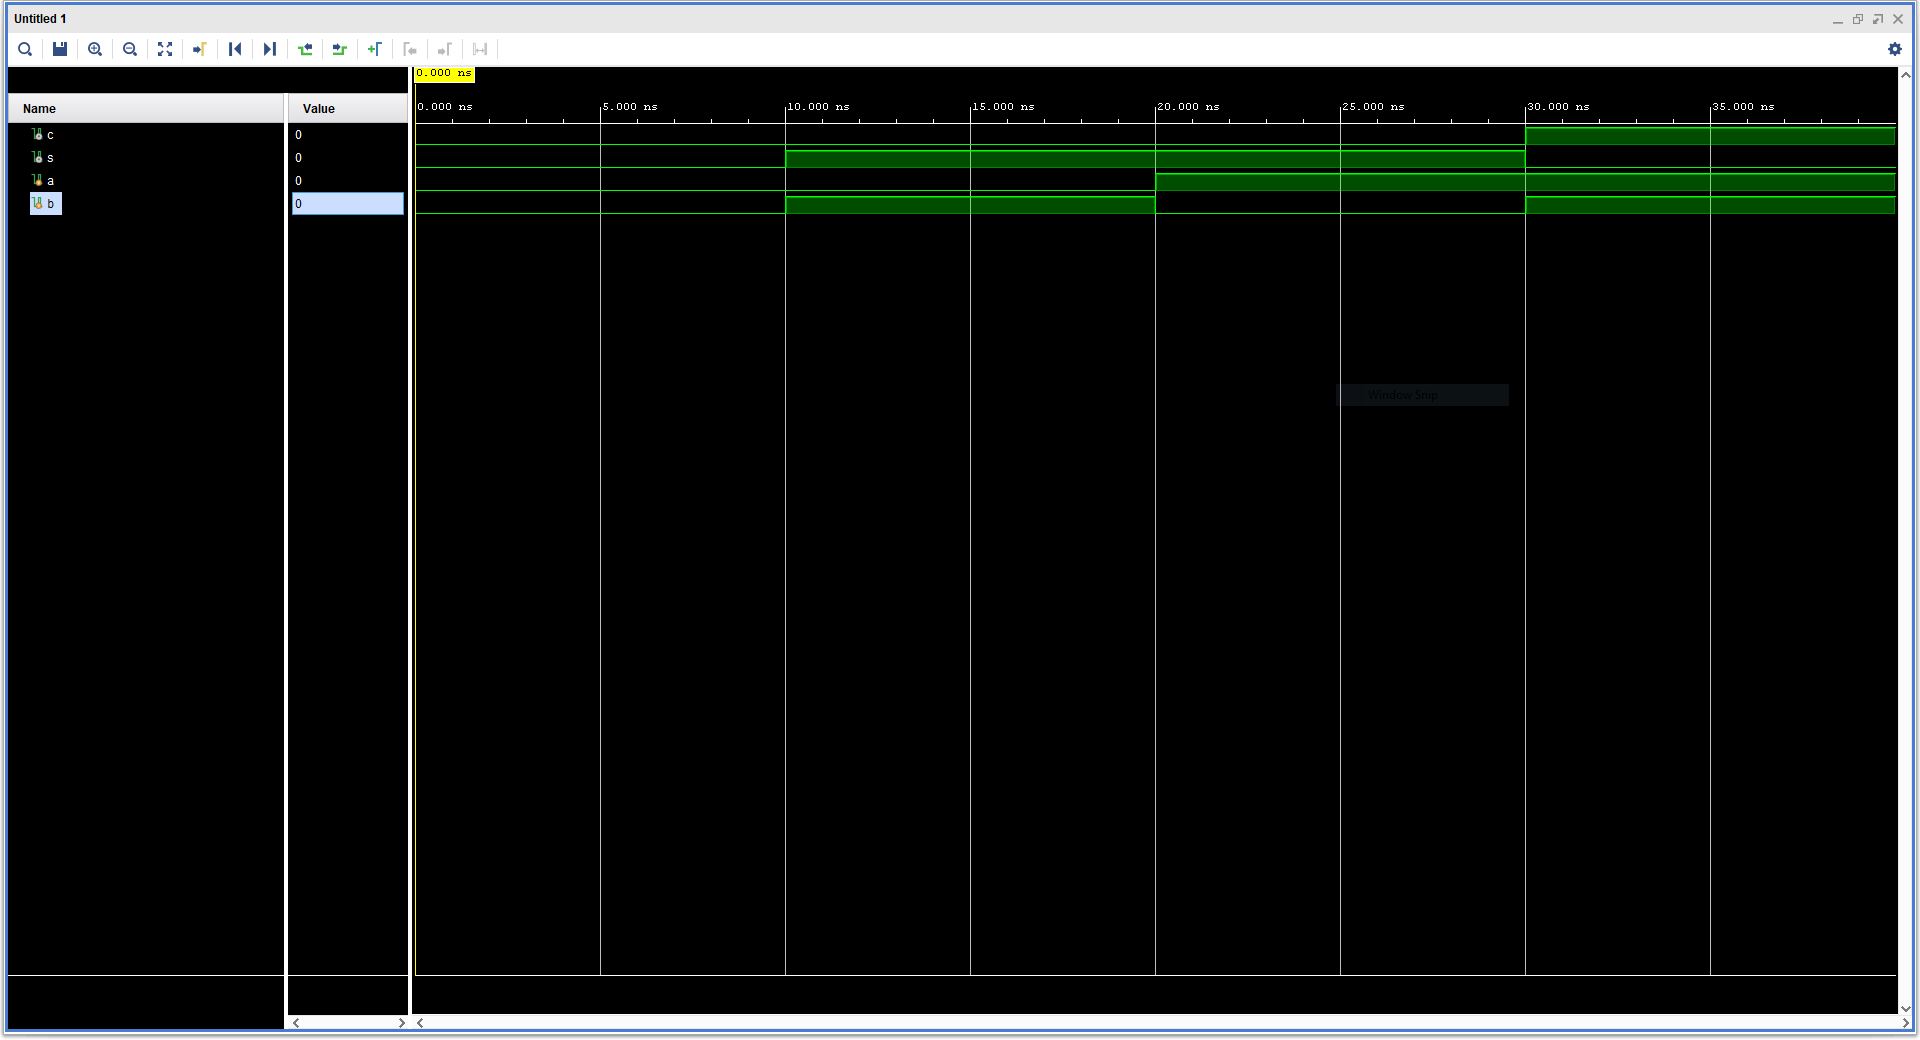 Untitled 1
0.000 ns
Name Value
0.000 ns 5.000 ns 10.000 ns 15.000 ns 20.000 ns 25.000 ns 30.000 ns 35.000 ns
c 0
s 0
a 0
b 0
Window Snip